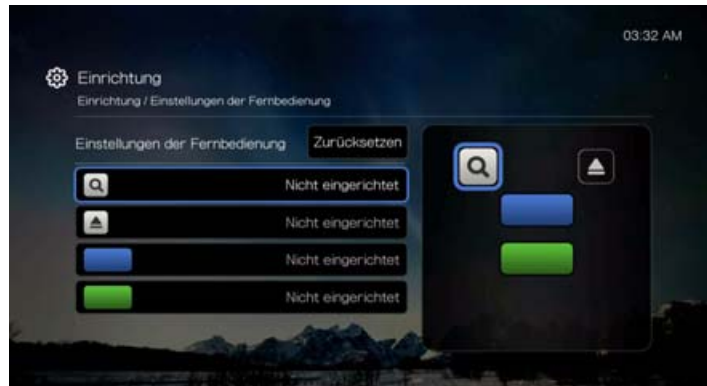 03:32 AM
Einrichtung
Einrichtung / Einstellungen der Fernbedienung
Einstellungen der Fernbedienung Zurücksetzen
Nicht eingerichtet
Nicht eingerichtet
Nicht eingerichtet
Nicht eingerichtet